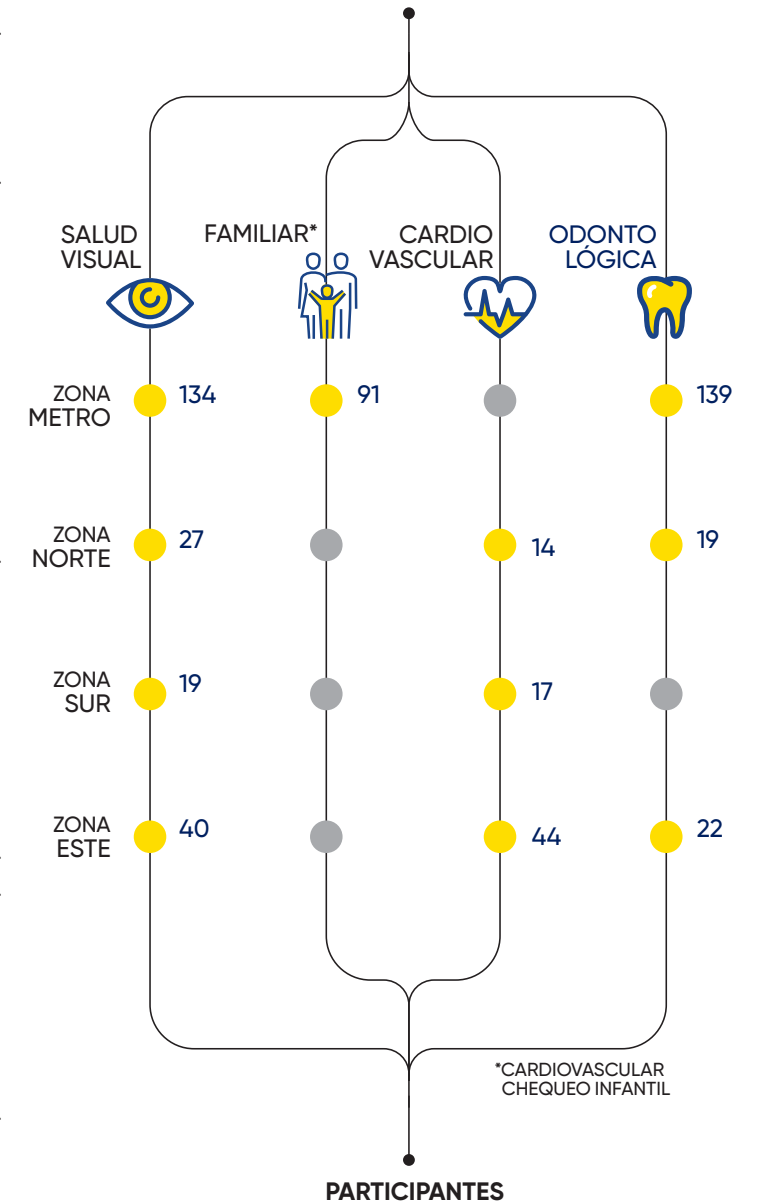 SALUD
VISUAL
FAMILIAR*
CARDIO
VASCULAR
ODONTO
LÓGICA
ZONA
METRO
134
91
139
ZONA
NORTE
27
14
19
ZONA
SUR
19
17
ZONA
ESTE
40
44
22
*CARDIOVASCULAR
CHEQUEO INFANTIL
PARTICIPANTES